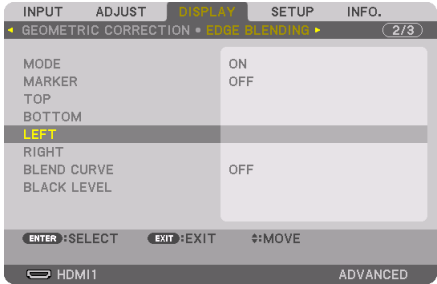 INPUT ADJUST DISPLAY SETUP INFO.
GEOMETRIC CORRECTION • EDGE BLENDING 2/3
MODE ON
MARKER OFF
TOP
BOTTOM
LEFT
RIGHT
BLEND CURVE OFF
BLACK LEVEL
ENTER :SELECT EXIT :EXIT :MOVE
HDMI1 ADVANCED